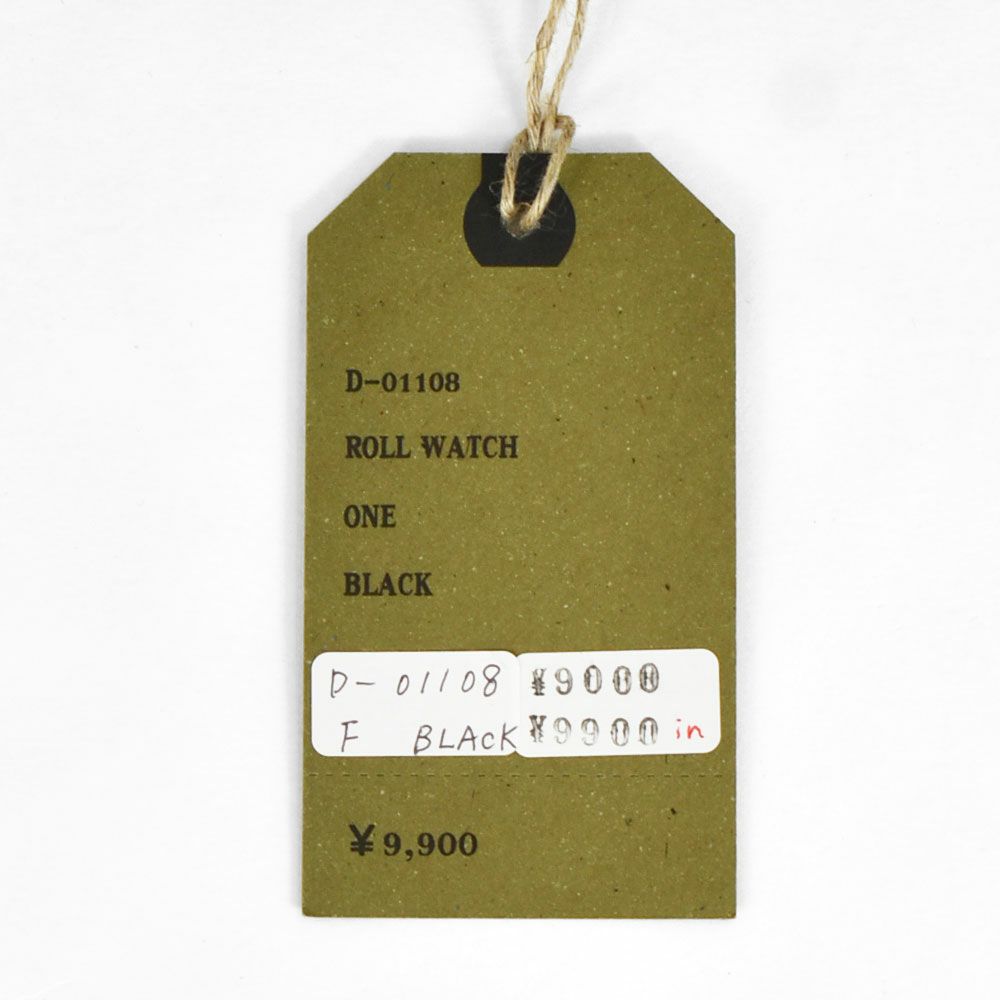 D-01108
ROLL WATCH
ONE
BLACK
D- 01108 ¥9000
F BLACK ¥9900 in
¥9,900